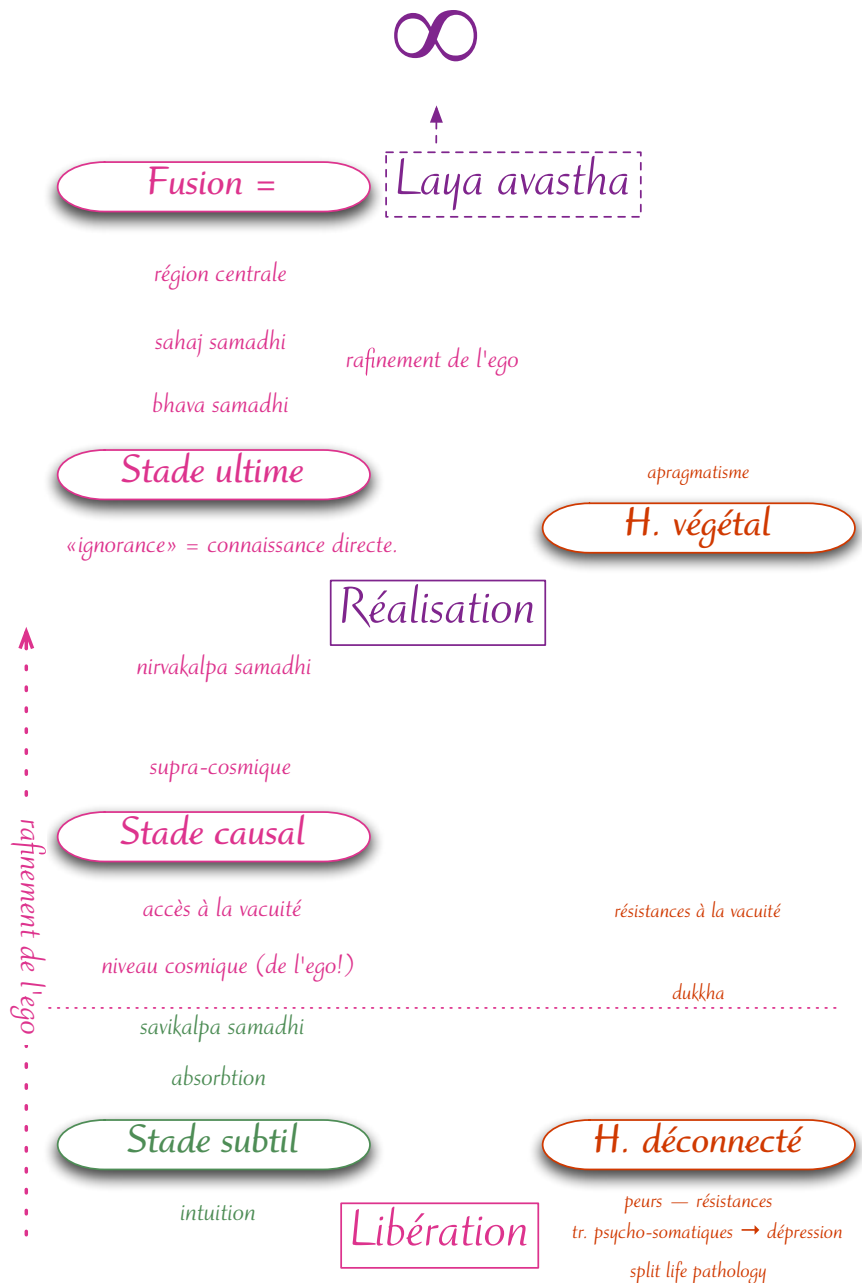 ∞
Fusion =
Laya avastha
région centrale
sahaj samadhi
rafinement de l'ego
bhava samadhi
Stade ultime
apragmatisme
H. végétal
«ignorance» = connaissance directe.
Réalisation
nirvakalpa samadhi
supra-cosmique
Stade causal
rafinement de l'ego
accès à la vacuité
résistances à la vacuité
niveau cosmique (de l'ego!)
dukkha
savikalpa samadhi
absorbtion
Stade subtil
H. déconnecté
intuition
Libération
peurs — résistances
tr. psycho-somatiques → dépression
split life pathology